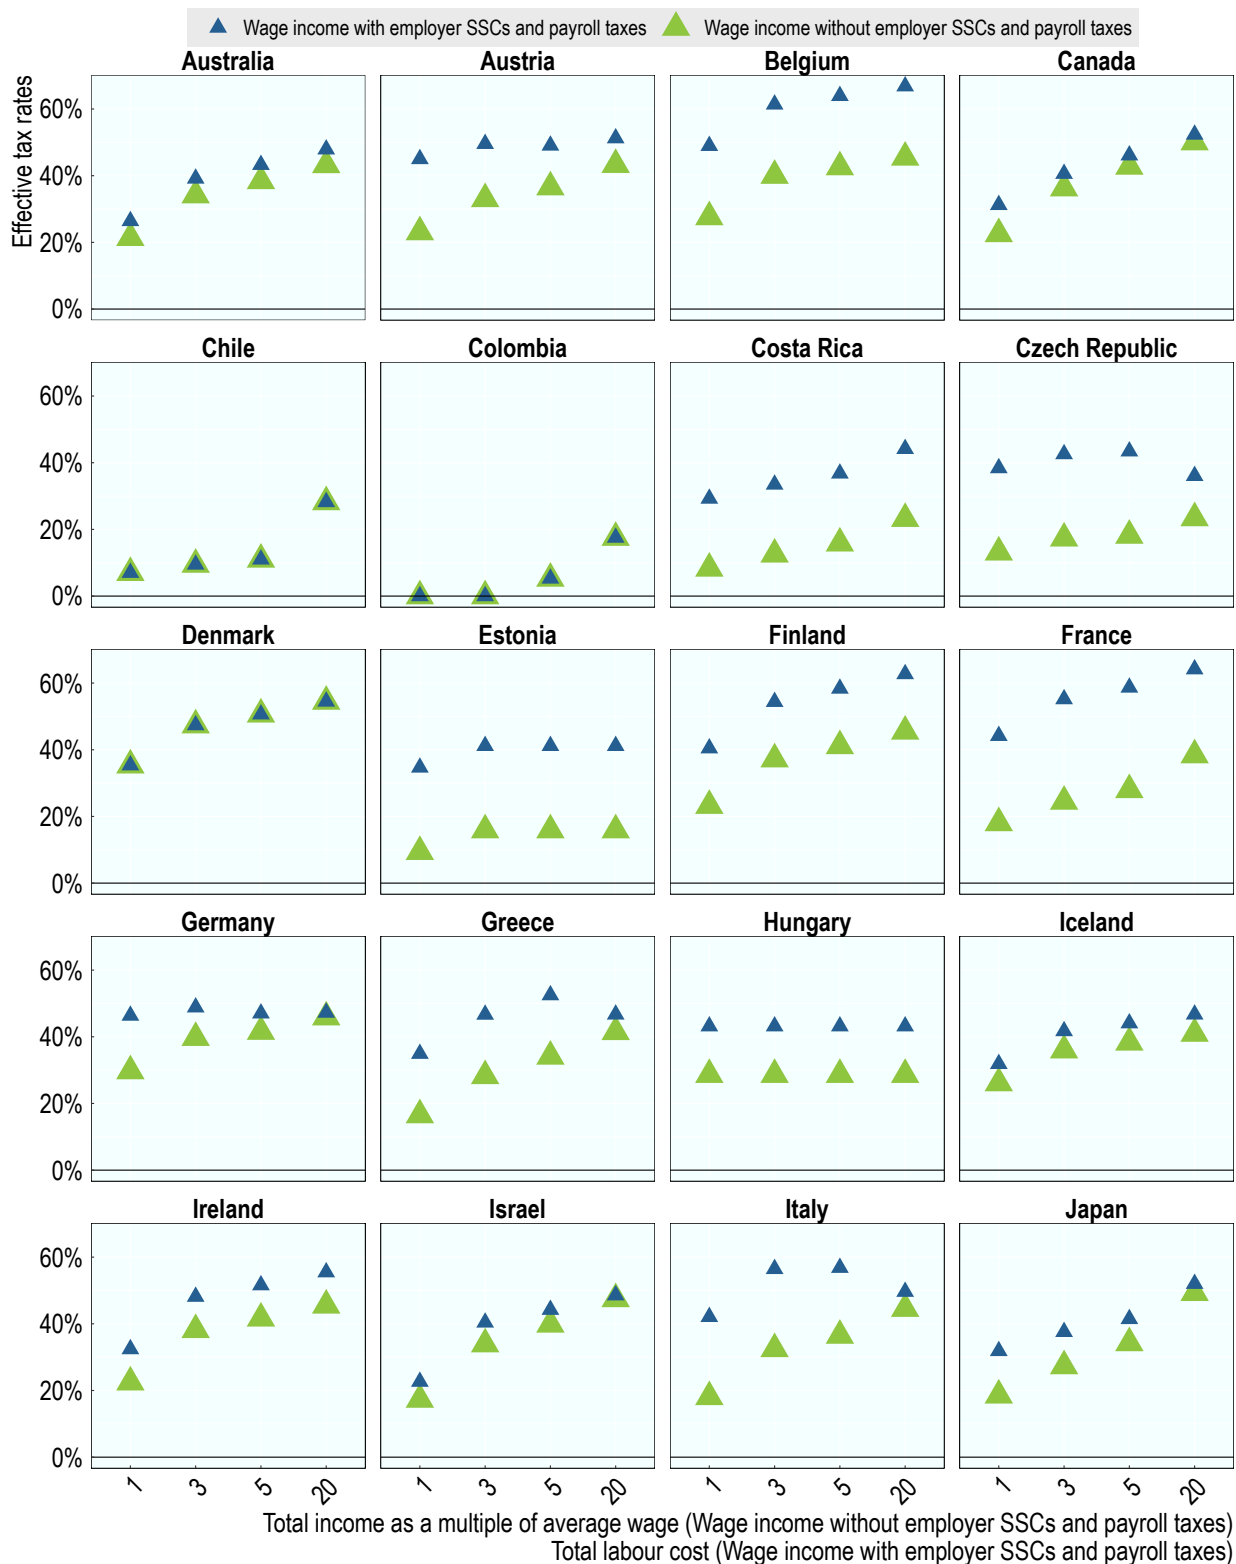 Wage income with employer SSCs and payroll taxes Wage income without employer SSCs and payroll taxes
Australia Austria Belgium Canada
Effective tax rates
60%
40%
20%
0%
Chile Colombia Costa Rica Czech Republic
60%
40%
20%
0%
Denmark Estonia Finland France
60%
40%
20%
0%
Germany Greece Hungary Iceland
60%
40%
20%
0%
Ireland Israel Italy Japan
60%
40%
20%
0%
1 3 5 20 1 3 5 20 1 3 5 20 1 3 5 20
Total income as a multiple of average wage (Wage income without employer SSCs and payroll taxes)
Total labour cost (Wage income with employer SSCs and payroll taxes)